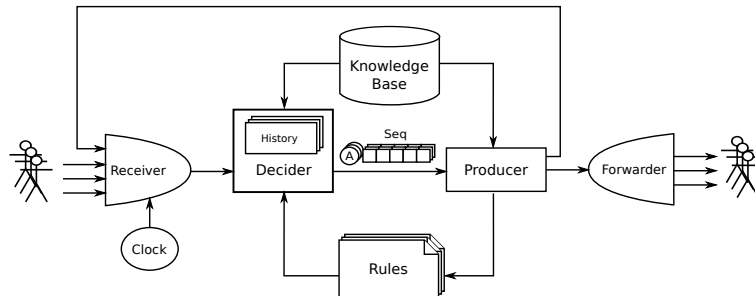 Knowledge
Base
History
Decider
A
Seq
Receiver
Producer
Forwarder
Clock
Rules